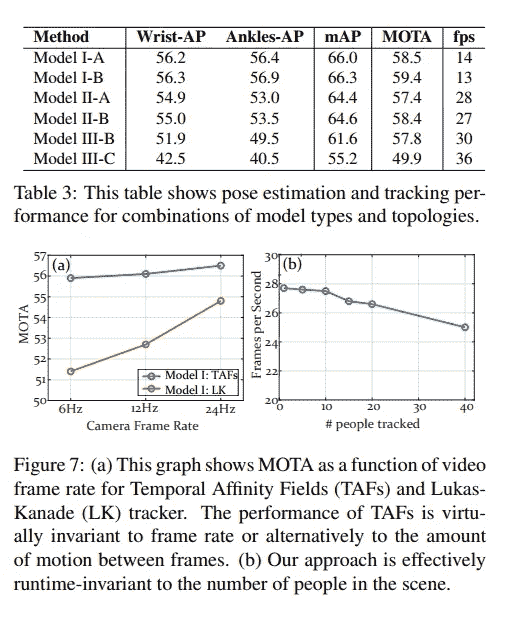 Method Wrist-AP Ankles-AP mAP MOTA fps
Model I-A 56.2 56.4 66.0 58.5 14
Model I-B 56.3 56.9 66.3 59.4 13
Model II-A 54.9 53.0 64.4 57.4 28
Model II-B 55.0 53.5 64.6 58.4 27
Model III-B 51.9 49.5 61.6 57.8 30
Model III-C 42.5 40.5 55.2 49.9 36
Table 3: This table shows pose estimation and tracking per-
formance for combinations of model types and topologies.
(a)
57
56
55
54
53
52
51
50
MOTA
6Hz 12Hz 24Hz
Camera Frame Rate
Model I: TAFs
Model I: LK
(b)
30
28
26
24
22
20
Frames per Second
0 10 20 30 40
# people tracked
Figure 7: (a) This graph shows MOTA as a function of video
frame rate for Temporal Affinity Fields (TAFs) and Lukas-
Kanade (LK) tracker. The performance of TAFs is virtu-
ally invariant to frame rate or alternatively to the amount
of motion between frames. (b) Our approach is effectively
runtime-invariant to the number of people in the scene.